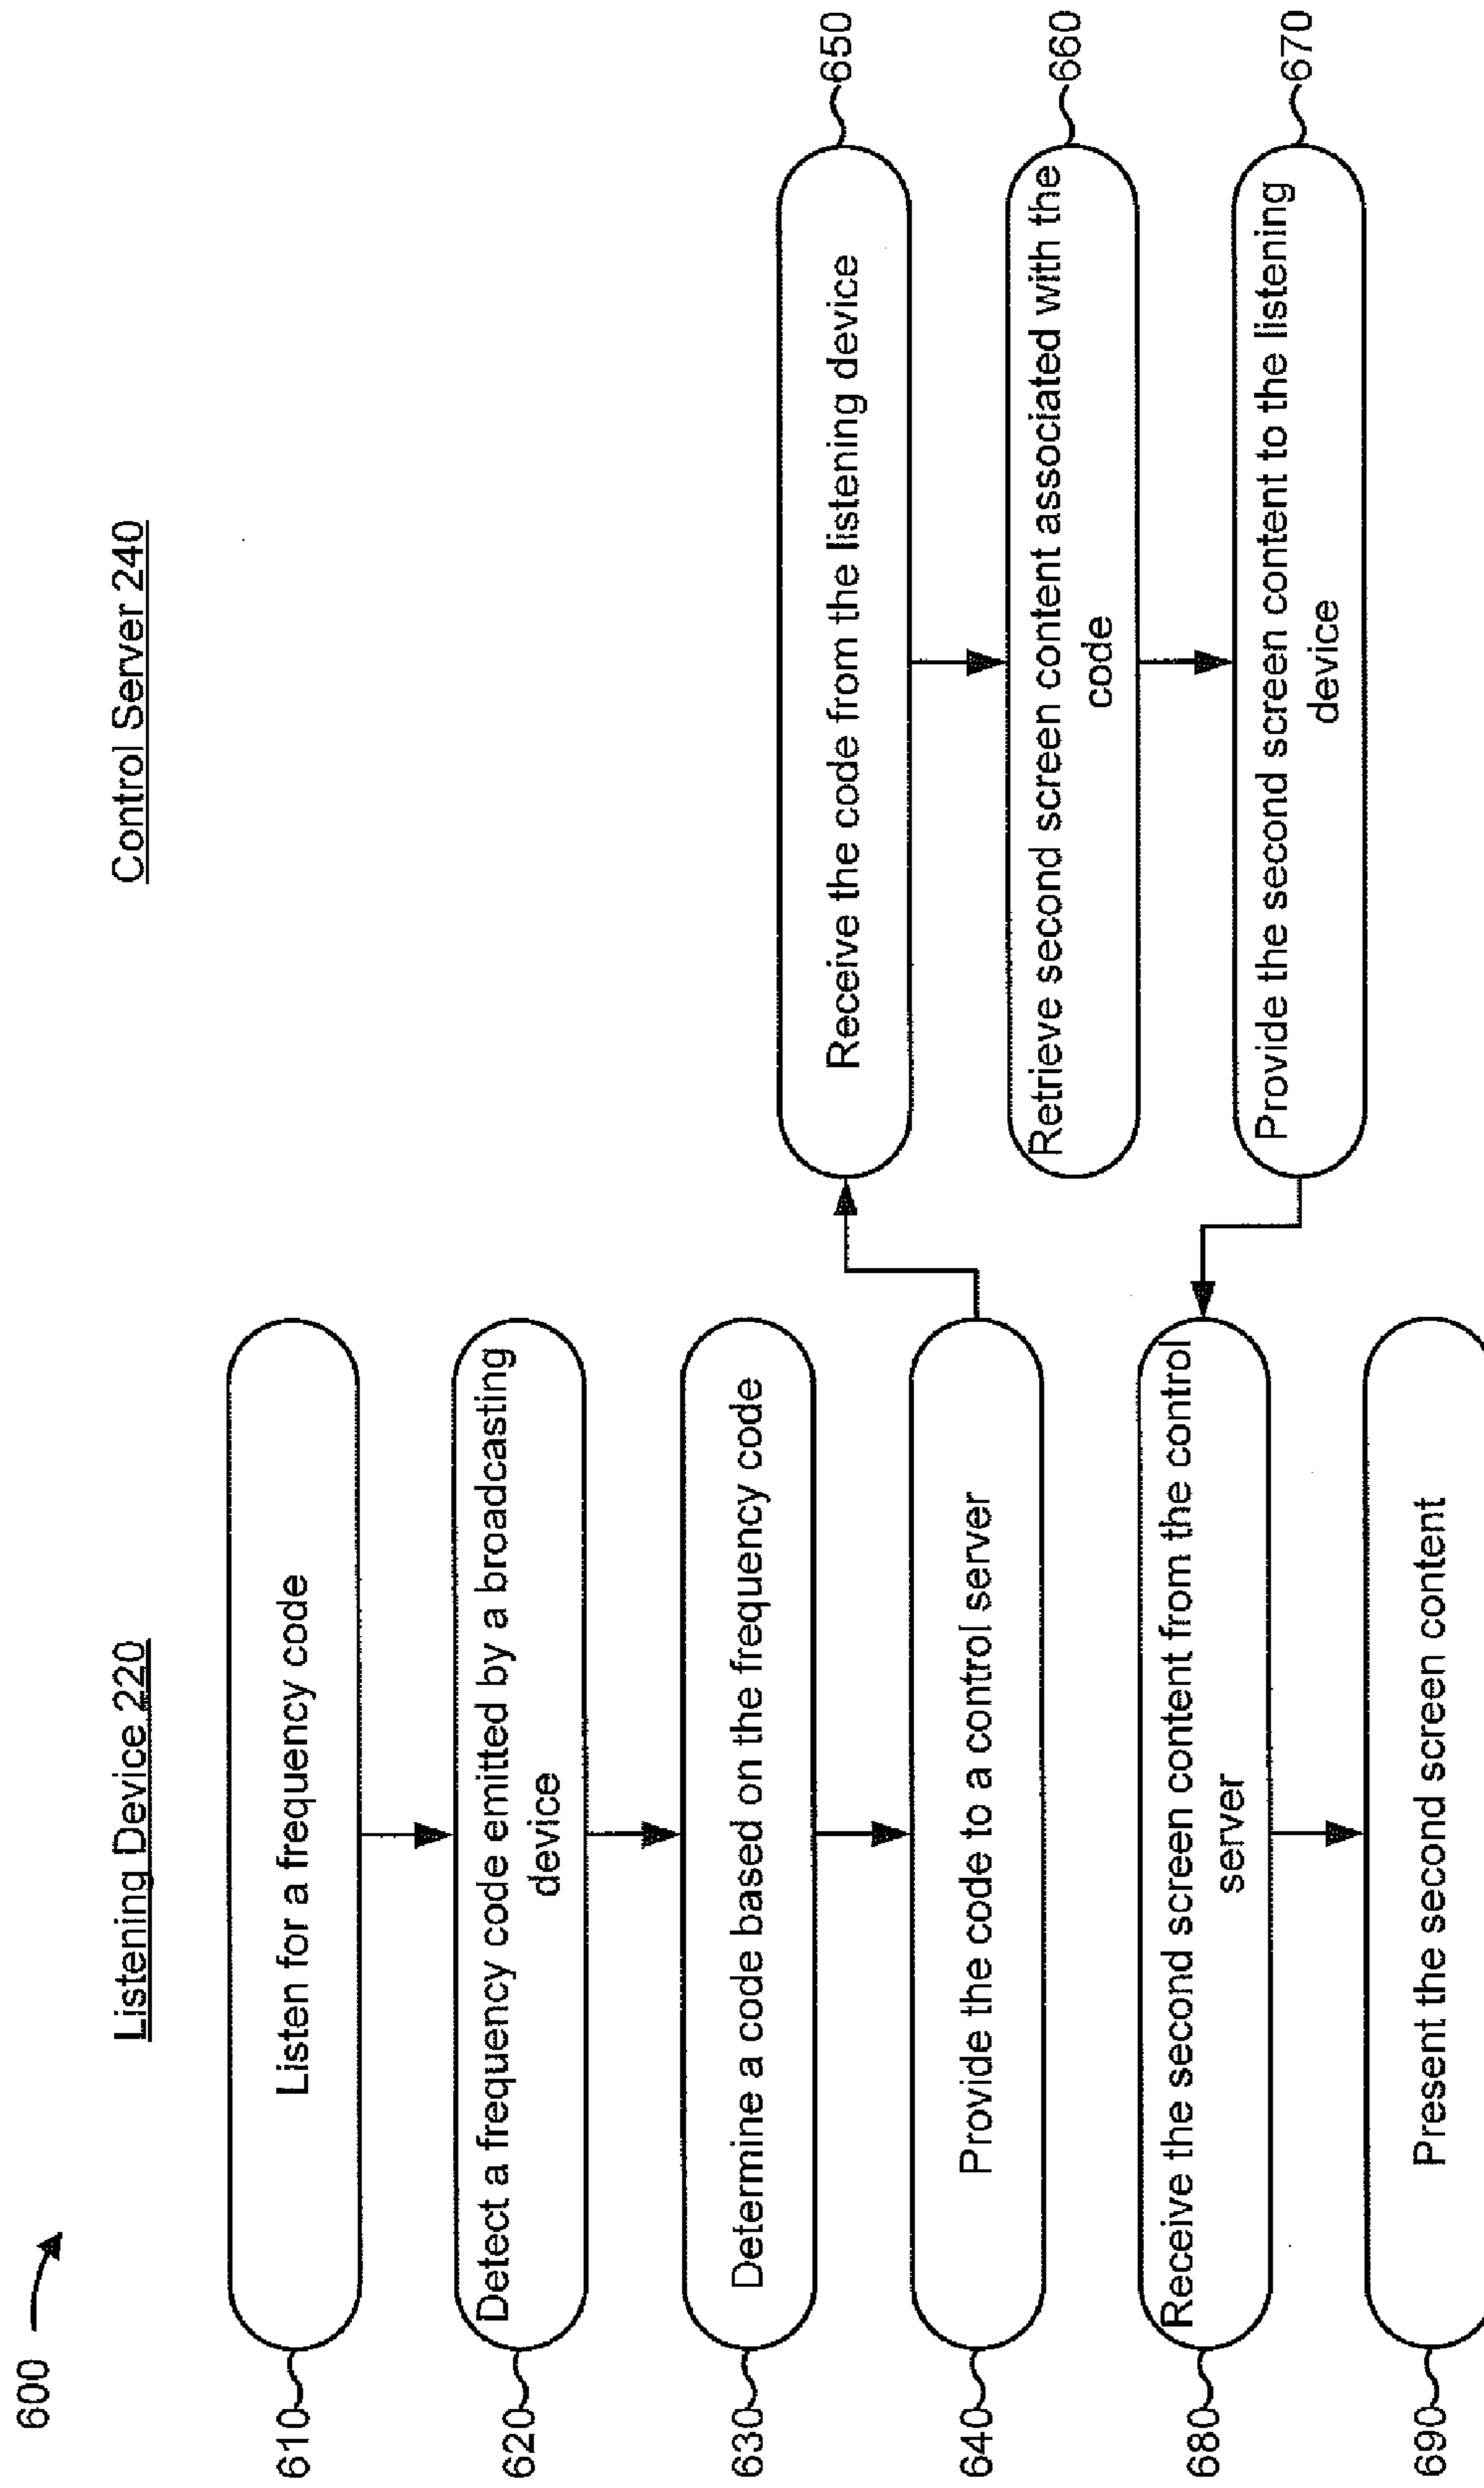 600
Listening Device 220
Control Server 240
610
Listen for a frequency code
620
Detect a frequency code emitted by a broadcasting
device
630
Determine a code based on the frequency code
640
Provide the code to a control server
650
Receive the code from the listening device
660
Retrieve second screen content associated with the
code
670
Provide the second screen content to the listening
device
680
Receive the second screen content from the control
server
690
Present the second screen content